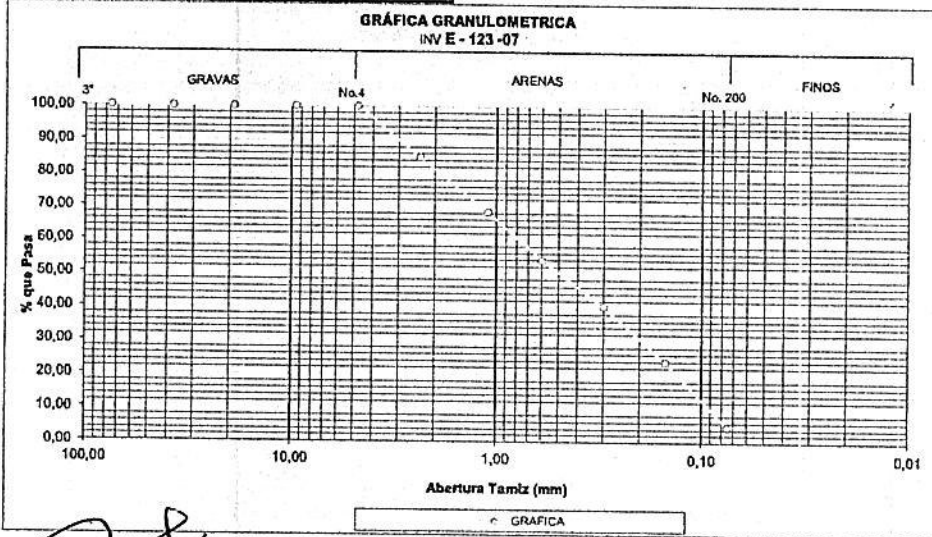 GRÁFICA GRANULOMETRICA
INV E - 123 -07
GRAVAS
ARENAS
FINOS
3"
No.4
No. 200
100,00
90,00
80,00
70,00
60,00
50,00
40,00
30,00
20,00
10,00
0,00
% que Pasa
100,00
10,00
1,00
0,10
0,01
Abertura Tamiz (mm)
GRAFICA